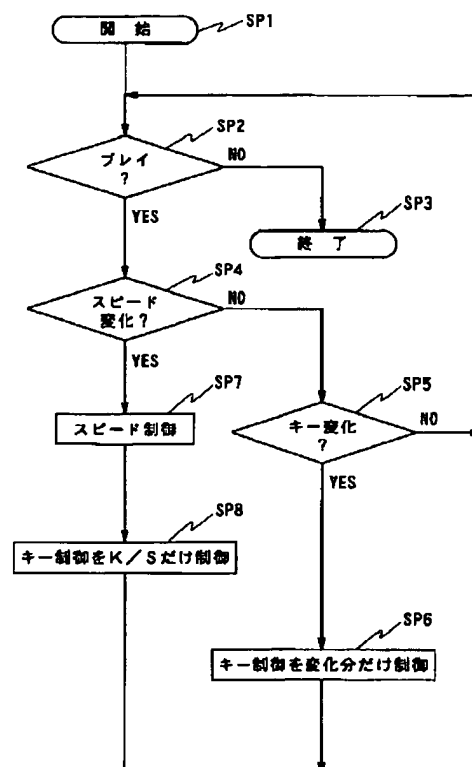 開始
SP1
SP2
プレイ
?
NO
YES
SP3
終了
SP4
スピード
変化?
NO
YES
SP5
キー変化
?
NO
YES
SP7
スピード制御
SP8
キー制御をK/Sだけ制御
SP6
キー制御を変化分だけ制御